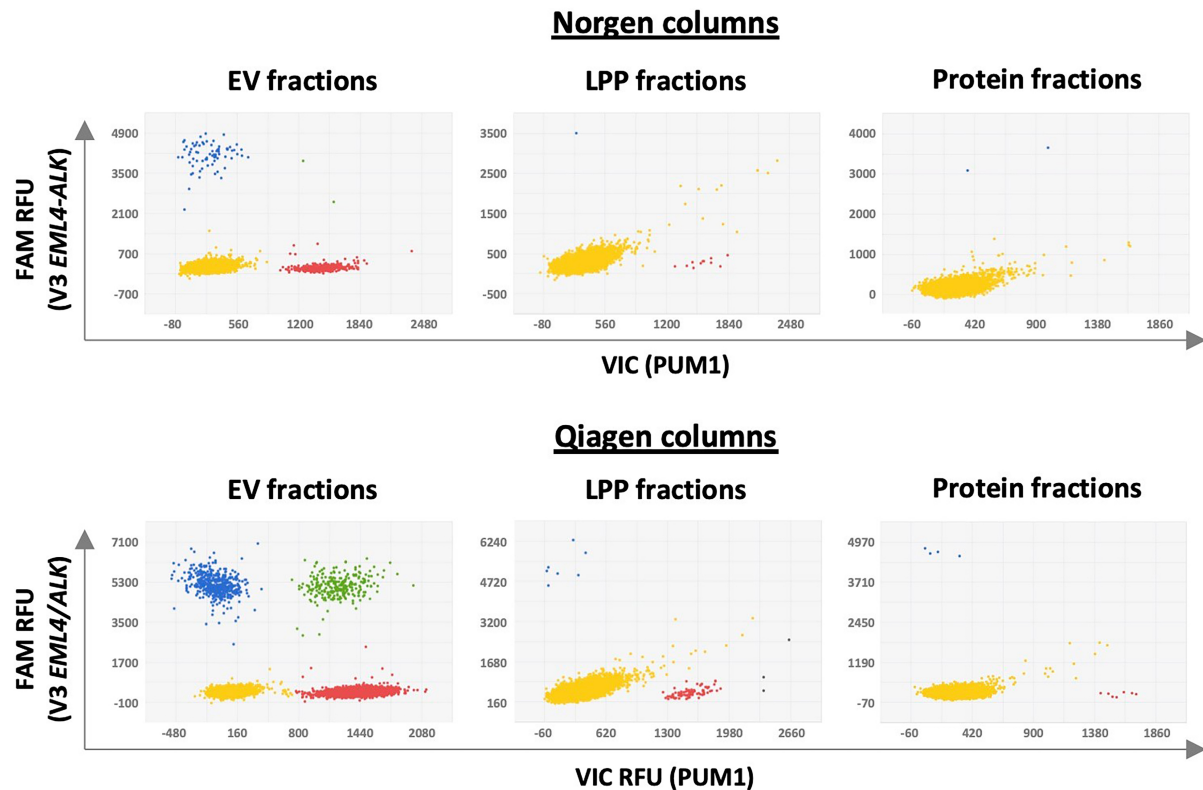 Norgen columns
EV fractions
LPP fractions
Protein fractions
FAM RFU
(V3 EML4-ALK)
4900
3500
2100
700
-700
-80 560 1200 1840 2480
3500
2500
1500
500
-500
-80 560 1200 1840 2480
4000
3000
2000
1000
0
-60 420 900 1380 1860
VIC (PUM1)
Qiagen columns
EV fractions
LPP fractions
Protein fractions
FAM RFU
(V3 EML4/ALK)
7100
5300
3500
1700
-100
-480 160 800 1440 2080
6240
4720
3200
1680
160
-60 620 1300 1980 2660
4970
3710
2450
1190
-70
-60 420 900 1380 1860
VIC RFU (PUM1)